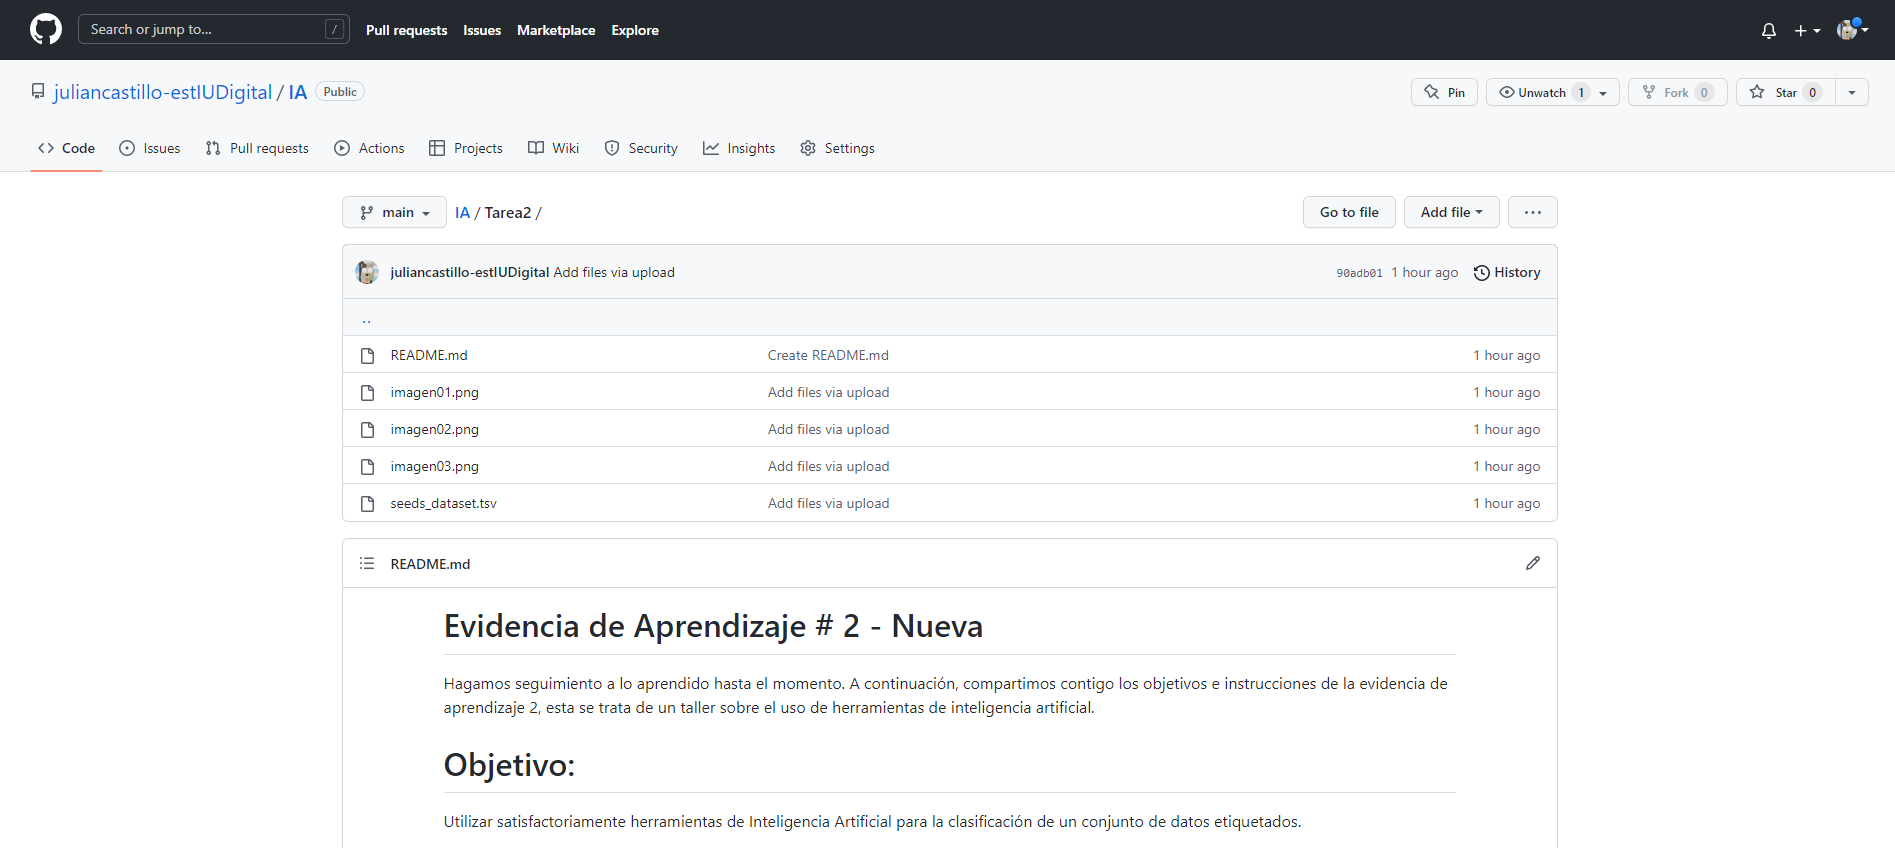 Search or jump to... /
Pull requests Issues Marketplace Explore
juliancastillo-estIUDigital / IA Public
Pin Unwatch 1 Fork 0 Star 0
Code Issues Pull requests Actions Projects Wiki Security Insights Settings
main IA / Tarea2 / Go to file Add file ...
juliancastillo-estIUDigital Add files via upload 90adb01 1 hour ago History
..
README.md Create README.md 1 hour ago
imagen01.png Add files via upload 1 hour ago
imagen02.png Add files via upload 1 hour ago
imagen03.png Add files via upload 1 hour ago
seeds_dataset.tsv Add files via upload 1 hour ago
README.md
Evidencia de Aprendizaje # 2 - Nueva
Hagamos seguimiento a lo aprendido hasta el momento. A continuación, compartimos contigo los objetivos e instrucciones de la evidencia de
aprendizaje 2, esta se trata de un taller sobre el uso de herramientas de inteligencia artificial.
Objetivo:
Utilizar satisfactoriamente herramientas de Inteligencia Artificial para la clasificación de un conjunto de datos etiquetados.